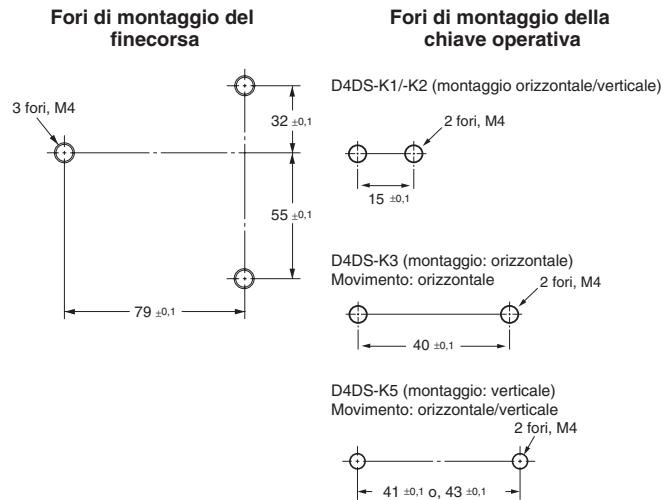 Fori di montaggio del
finecorsa
3 fori, M4
32 ±0,1
55 ±0,1
79 ±0,1
Fori di montaggio della
chiave operativa
D4DS-K1/-K2 (montaggio orizzontale/verticale)
2 fori, M4
15 ±0,1
D4DS-K3 (montaggio: orizzontale)
Movimento: orizzontale
2 fori, M4
40 ±0,1
D4DS-K5 (montaggio: verticale)
Movimento: orizzontale/verticale
2 fori, M4
41 ±0,1 o, 43 ±0,1